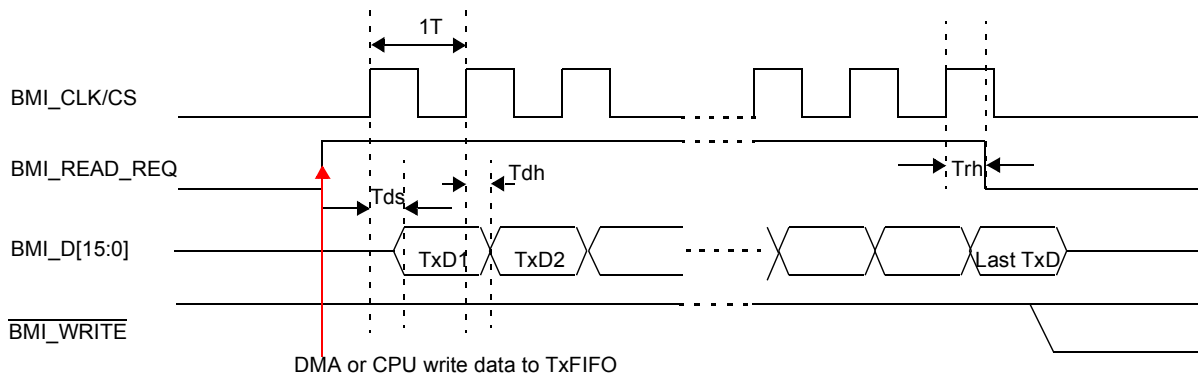 1T
BMI_CLK/CS
BMI_READ_REQ
Tdh
Trh
Tds
BMI_D[15:0]
TxD1
TxD2
Last TxD
BMI_WRITE
DMA or CPU write data to TxFIFO